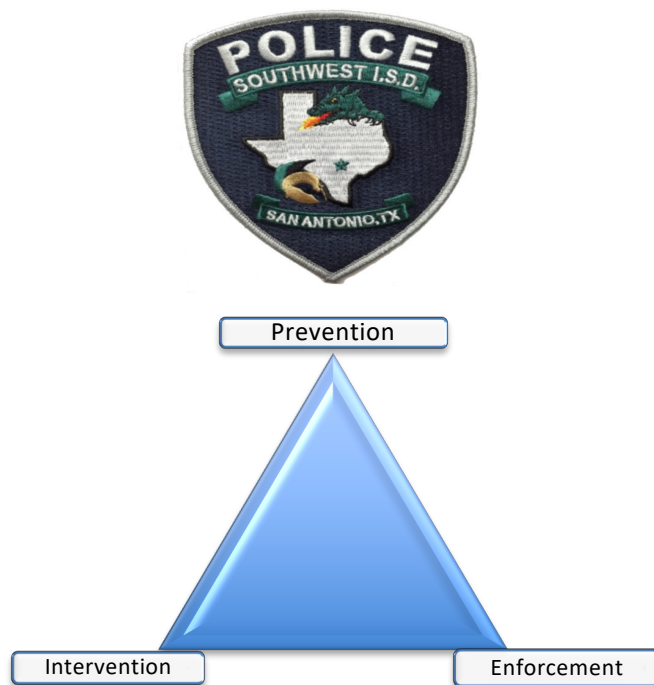 POLICE
SOUTHWEST I.S.D.
SAN ANTONIO,TX
Prevention
Intervention
Enforcement